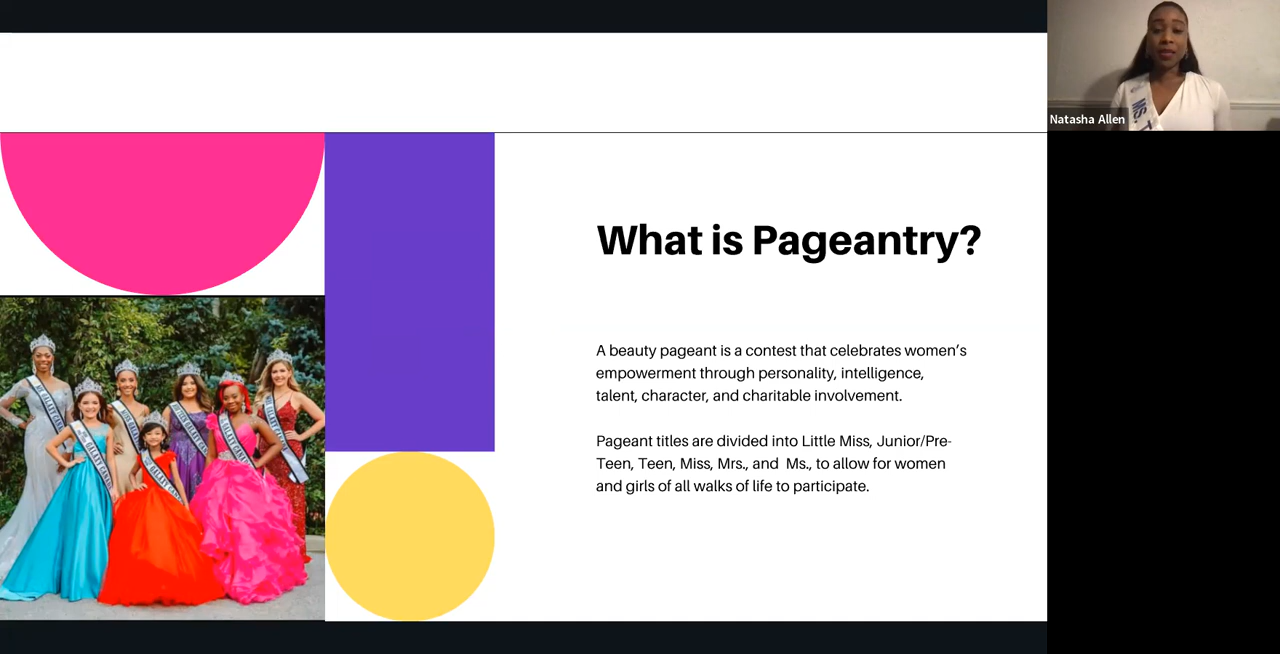 Natasha Allen
MS. T
What is Pageantry?
A beauty pageant is a contest that celebrates women’s
empowerment through personality, intelligence,
talent, character, and charitable involvement.
Pageant titles are divided into Little Miss, Junior/Pre-
Teen, Teen, Miss, Mrs., and Ms., to allow for women
and girls of all walks of life to participate.